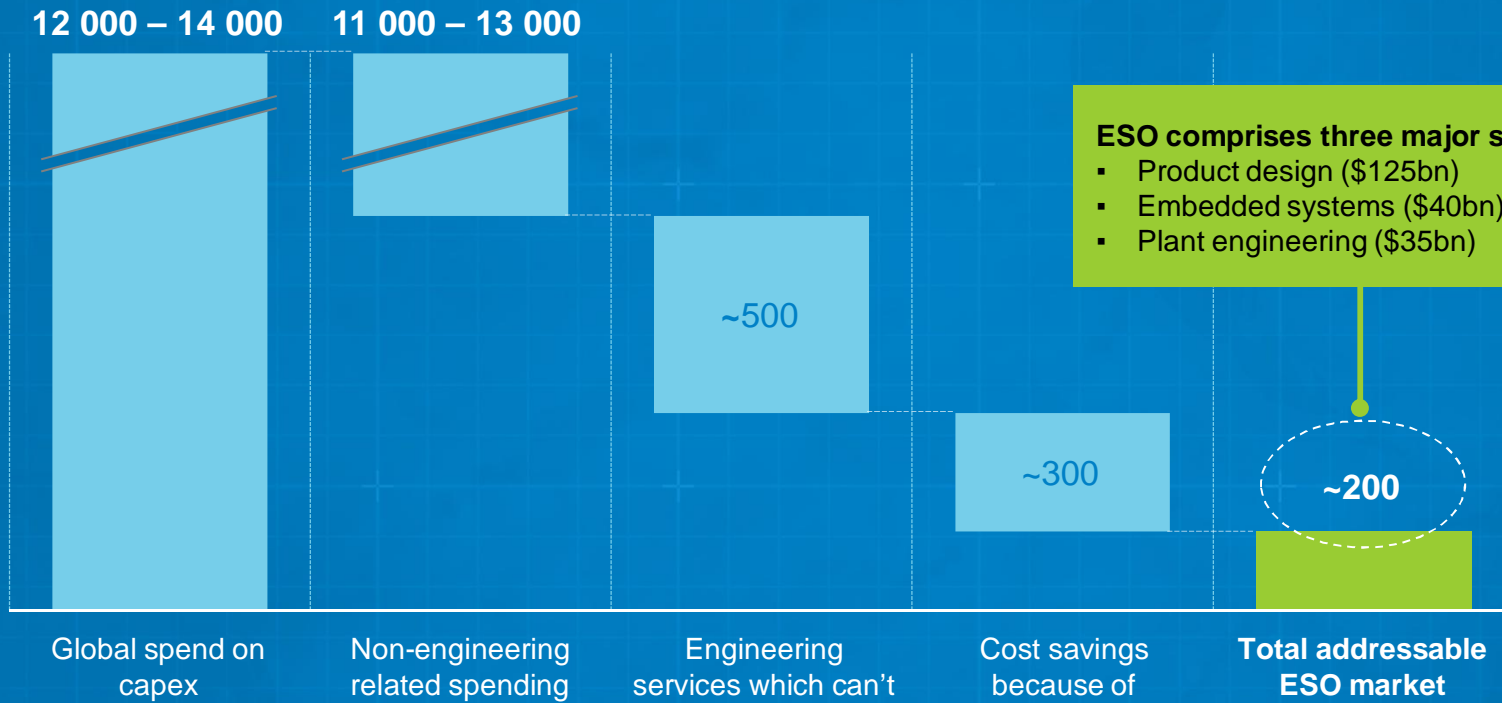 12 000 – 14 000
11 000 – 13 000
ESO comprises three major s
▪ Product design ($125bn)
▪ Embedded systems ($40bn)
▪ Plant engineering ($35bn)
~500
~300
~200
Global spend on
capex
Non-engineering
related spending
Engineering
services which can't
Cost savings
because of
Total addressable
ESO market